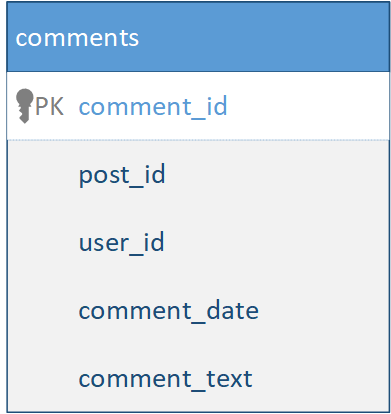 comments
PK comment_id
post_id
user_id
comment_date
comment_text